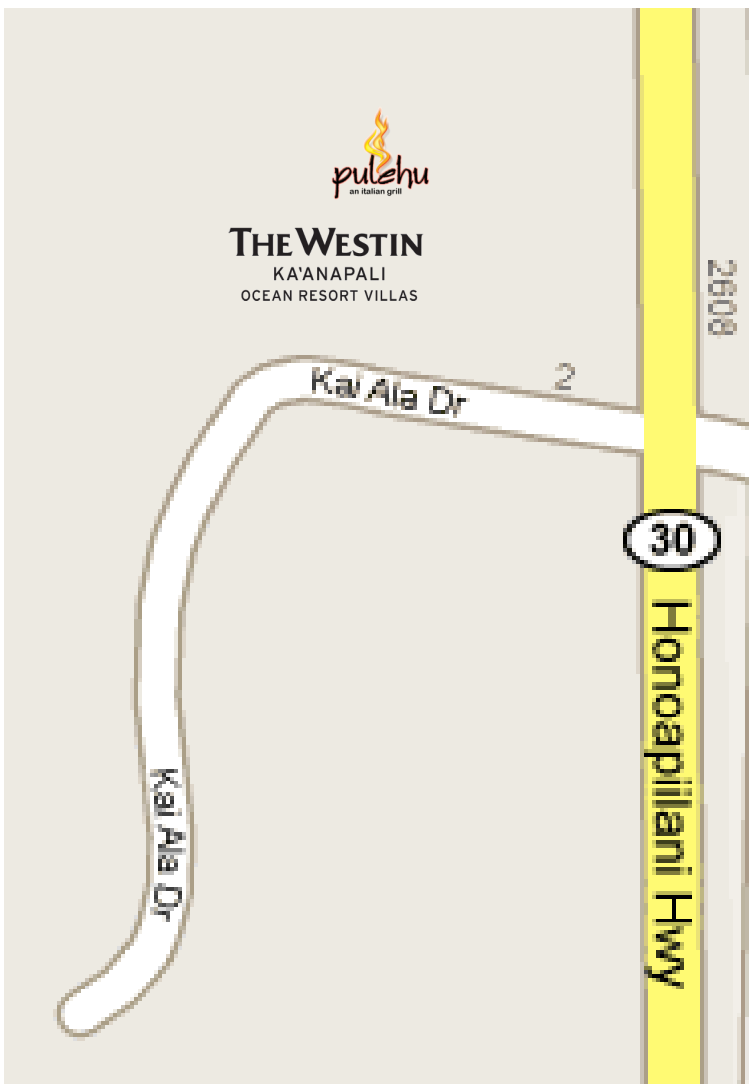 pulehu
an italian grill
THE WESTIN
KA'ANAPALI
OCEAN RESORT VILLAS
2608
2
Kai Ala Dr
30
Honoapiilani Hwy
Kai Ala Dr